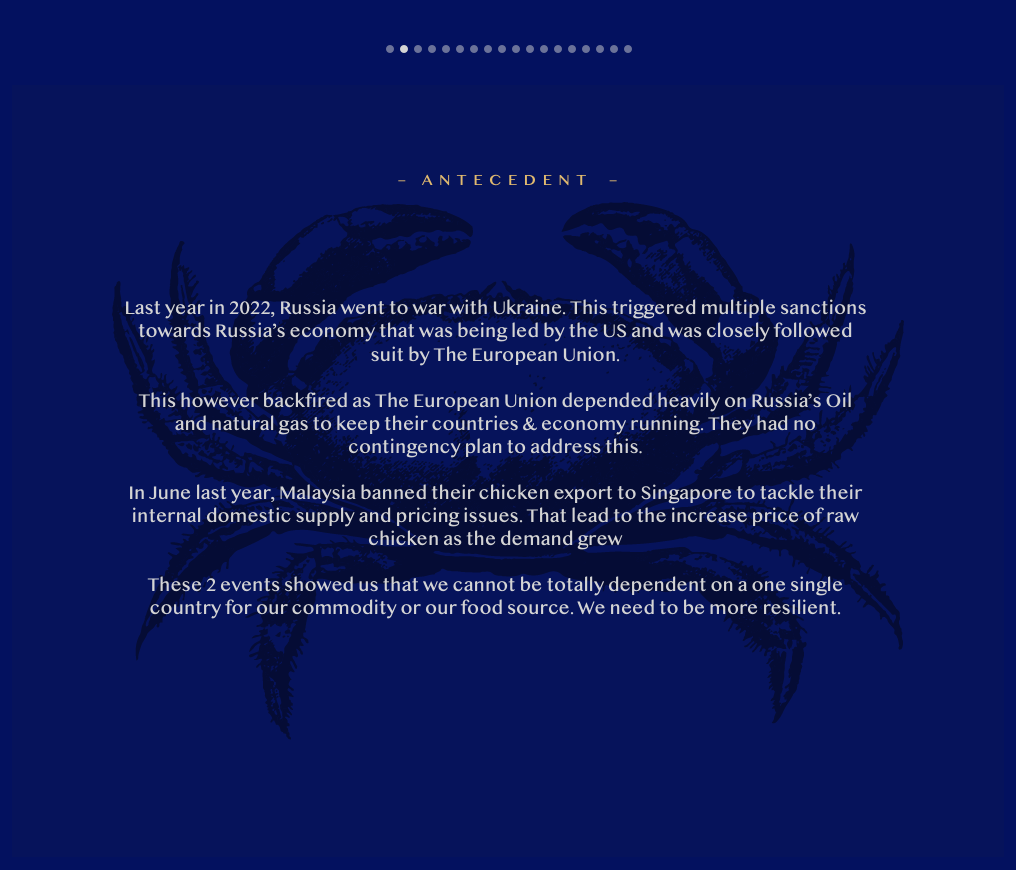 – ANTECEDENT –
Last year in 2022, Russia went to war with Ukraine. This triggered multiple sanctions
towards Russia’s economy that was being led by the US and was closely followed
suit by The European Union.
This however backfired as The European Union depended heavily on Russia’s Oil
and natural gas to keep their countries & economy running. They had no
contingency plan to address this.
In June last year, Malaysia banned their chicken export to Singapore to tackle their
internal domestic supply and pricing issues. That lead to the increase price of raw
chicken as the demand grew
These 2 events showed us that we cannot be totally dependent on a one single
country for our commodity or our food source. We need to be more resilient.